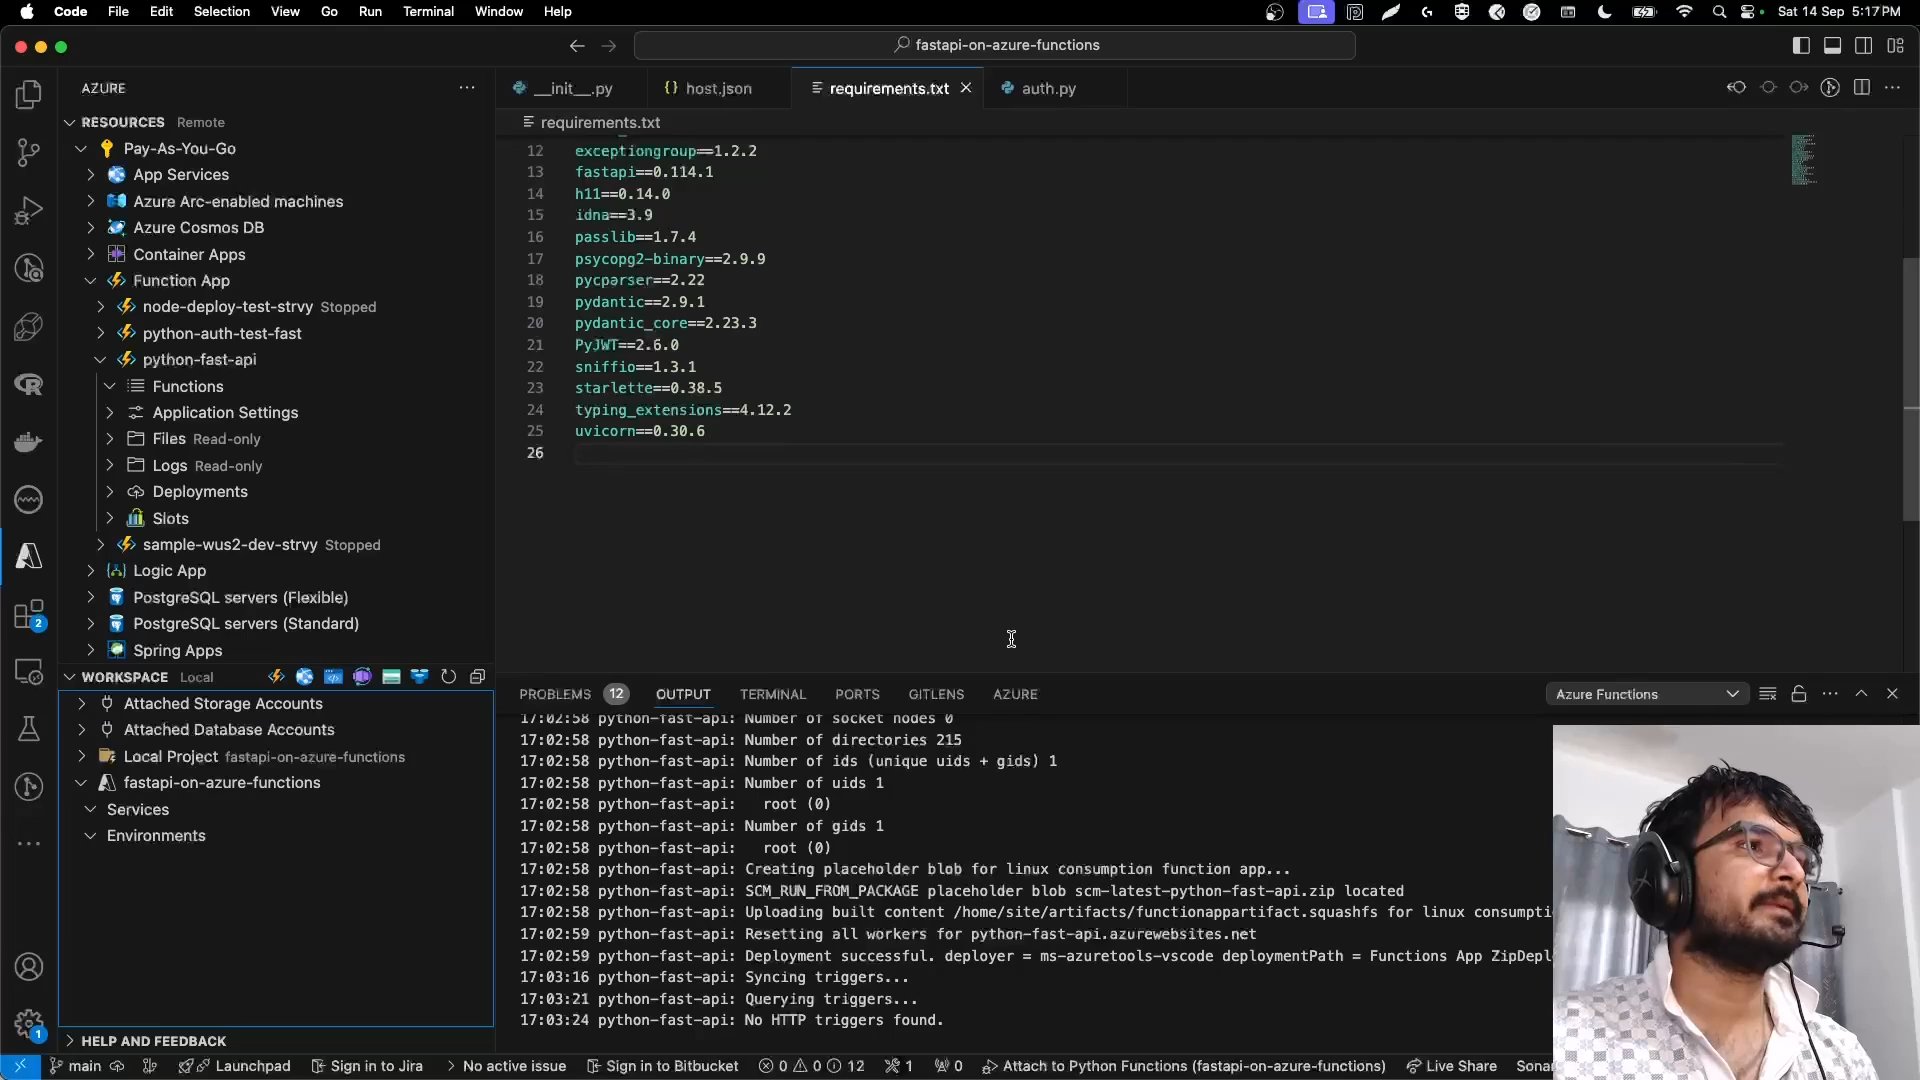 Code File Edit Selection View Go Run Terminal Window Help
Sat 14 Sep 5:17 PM
fastapi-on-azure-functions
AZURE
RESOURCES Remote
Pay-As-You-Go
App Services
Azure Arc-enabled machines
Azure Cosmos DB
Container Apps
Function App
node-deploy-test-strvy Stopped
python-auth-test-fast
python-fast-api
Functions
Application Settings
Files Read-only
Logs Read-only
Deployments
Slots
sample-wus2-dev-strvy Stopped
Logic App
PostgreSQL servers (Flexible)
PostgreSQL servers (Standard)
Spring Apps
2
WORKSPACE Local
Attached Storage Accounts
Attached Database Accounts
Local Project fastapi-on-azure-functions
fastapi-on-azure-functions
Services
Environments
1
HELP AND FEEDBACK
__init__.py host.json requirements.txt auth.py
requirements.txt
12 exceptiongroup==1.2.2
13 fastapi==0.114.1
14 h11==0.14.0
15 idna==3.9
16 passlib==1.7.4
17 psycopg2-binary==2.9.9
18 pycparser==2.22
19 pydantic==2.9.1
20 pydantic_core==2.23.3
21 PyJWT==2.6.0
22 sniffio==1.3.1
23 starlette==0.38.5
24 typing_extensions==4.12.2
25 uvicorn==0.30.6
26
PROBLEMS 12 OUTPUT TERMINAL PORTS GITLENS AZURE Azure Functions
17:02:58 python-fast-api: Number of socket nodes 0
17:02:58 python-fast-api: Number of directories 215
17:02:58 python-fast-api: Number of ids (unique uids + gids) 1
17:02:58 python-fast-api: Number of uids 1
17:02:58 python-fast-api: root (0)
17:02:58 python-fast-api: Number of gids 1
17:02:58 python-fast-api: root (0)
17:02:58 python-fast-api: Creating placeholder blob for linux consumption function app...
17:02:58 python-fast-api: SCM_RUN_FROM_PACKAGE placeholder blob scm-latest-python-fast-api.zip located
17:02:58 python-fast-api: Uploading built content /home/site/artifacts/functionappartifact.squashfs for linux consumpti
17:02:59 python-fast-api: Resetting all workers for python-fast-api.azurewebsites.net
17:02:59 python-fast-api: Deployment successful. deployer = ms-azuretools-vscode deploymentPath = Functions App ZipDepl
17:03:16 python-fast-api: Syncing triggers...
17:03:21 python-fast-api: Querying triggers...
17:03:24 python-fast-api: No HTTP triggers found.
main Launchpad Sign in to Jira No active issue Sign in to Bitbucket 0 0 12 1 0 Attach to Python Functions (fastapi-on-azure-functions) Live Share Sonar